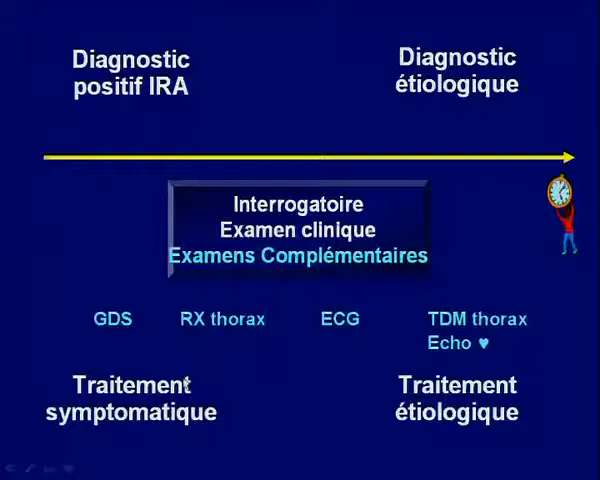 Diagnostic
positif IRA
Diagnostic
étiologique
Interrogatoire
Examen clinique
Examens Complémentaires
GDS
RX thorax
ECG
TDM thorax
Echo ♥
Traitement
symptomatique
Traitement
étiologique